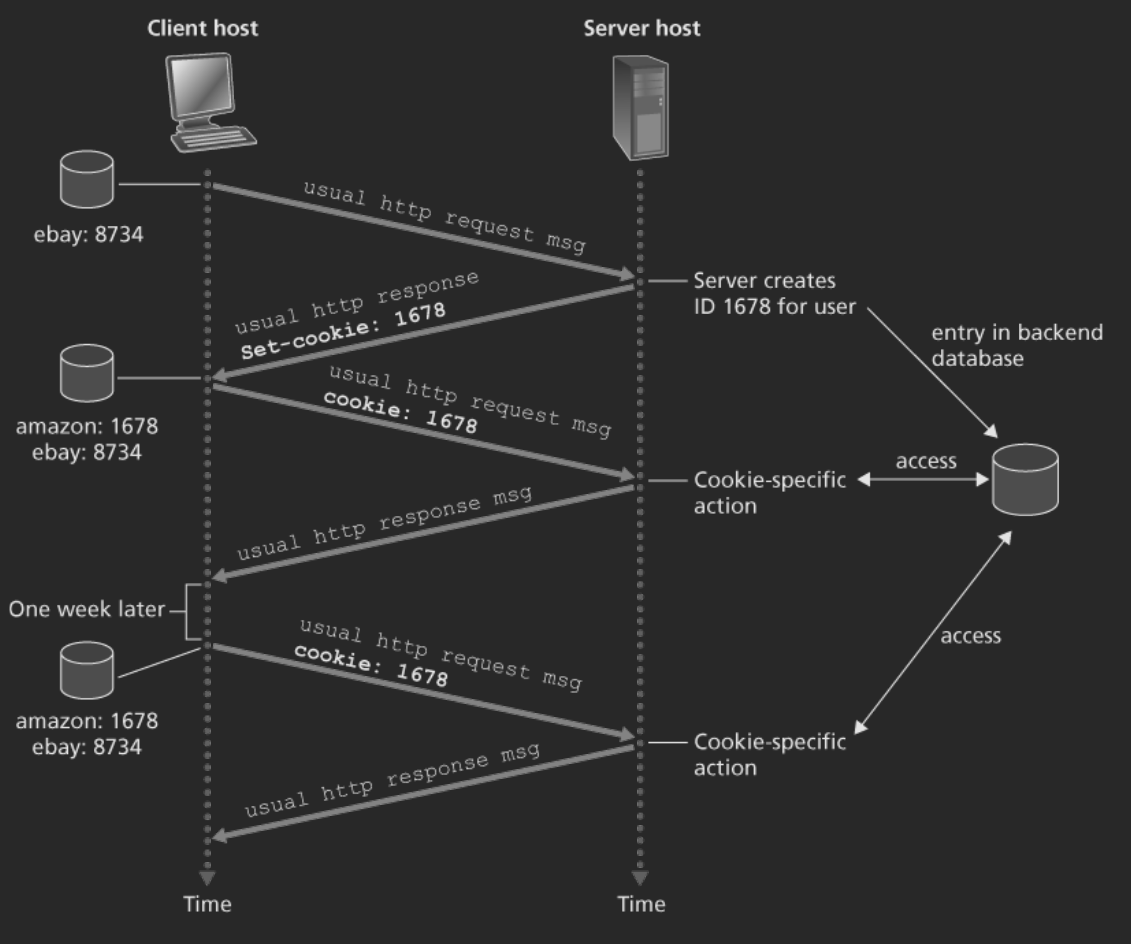 Client host
Server host
ebay: 8734
usual http request msg
Server creates
ID 1678 for user
usual http response
Set-cookie: 1678
entry in backend
database
amazon: 1678
ebay: 8734
usual http request msg
cookie: 1678
access
Cookie-specific
action
usual http response msg
One week later
access
usual http request msg
cookie: 1678
amazon: 1678
ebay: 8734
Cookie-specific
action
usual http response msg
Time
Time